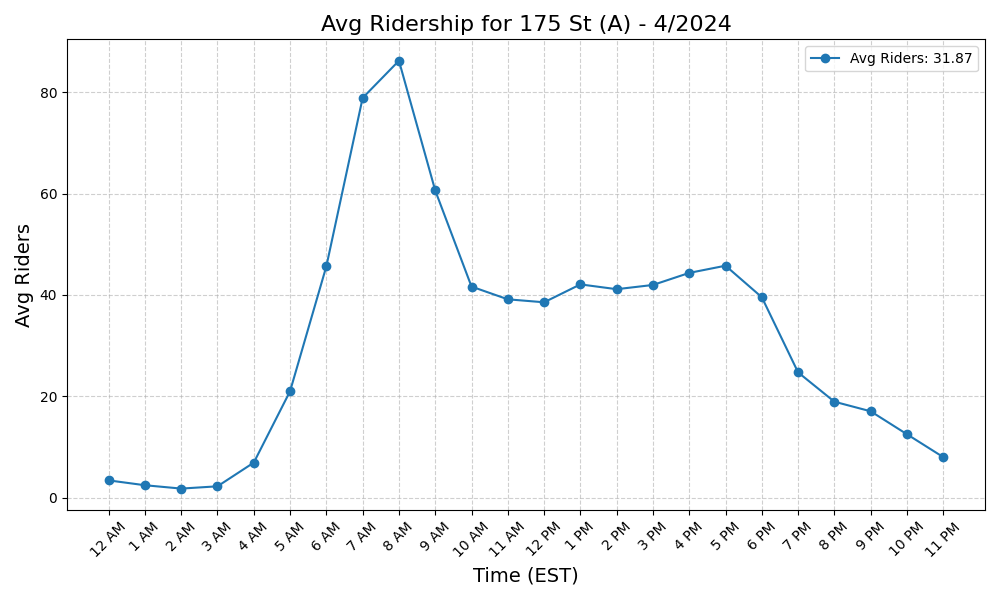 Avg Ridership for 175 St (A) - 4/2024
Avg Riders: 31.87
Avg Riders
80
60
40
20
0
12 AM
1 AM
2 AM
3 AM
4 AM
5 AM
6 AM
7 AM
8 AM
9 AM
10 AM
11 AM
12 PM
1 PM
2 PM
3 PM
4 PM
5 PM
6 PM
7 PM
8 PM
9 PM
10 PM
11 PM
Time (EST)